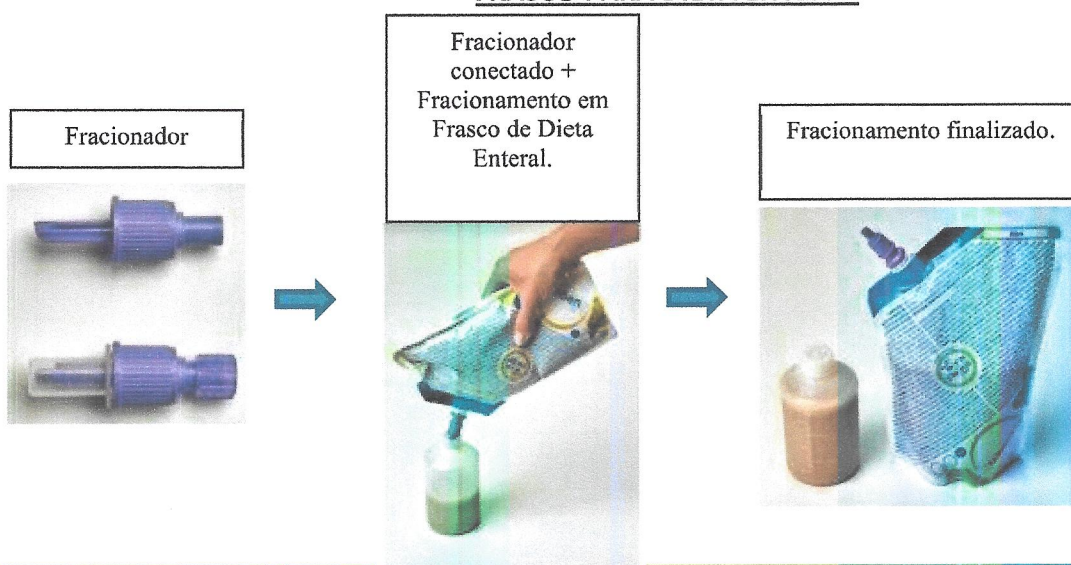 Fracionador
Fracionador
conectado +
Fracionamento em
Frasco de Dieta
Enteral.
Fracionamento finalizado.